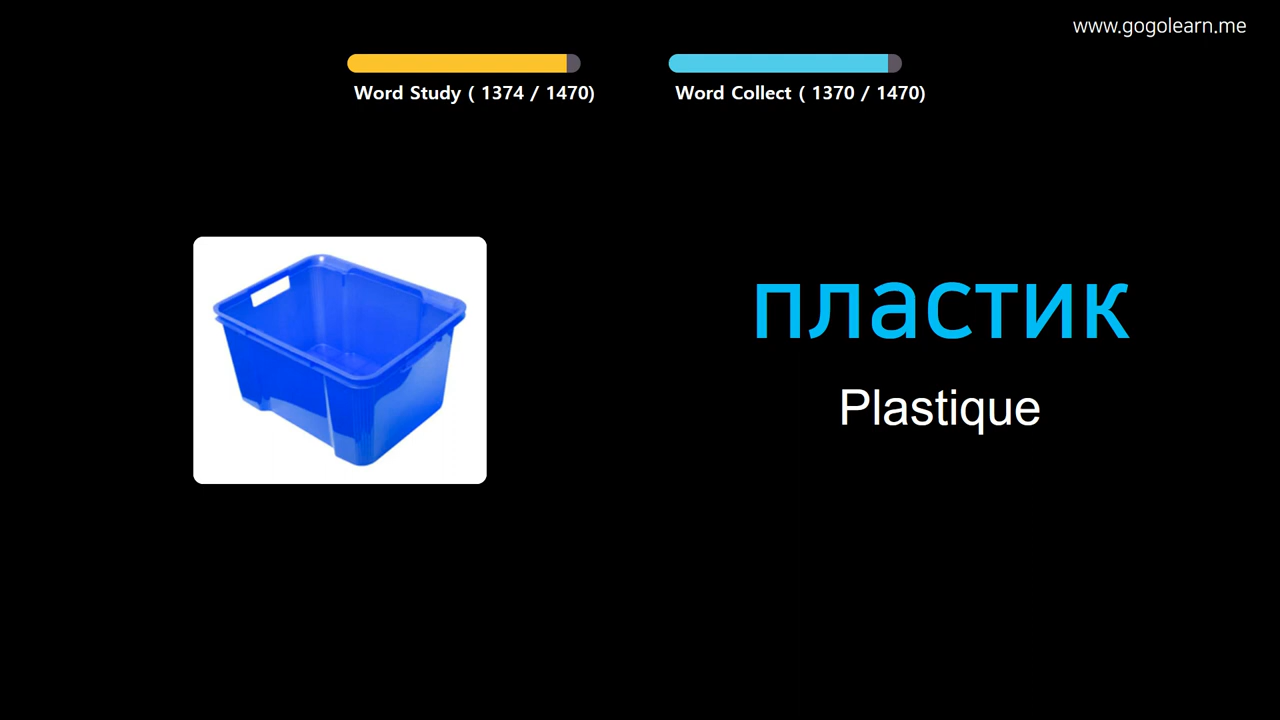 www.gogolearn.me
Word Study ( 1374 / 1470)
Word Collect ( 1370 / 1470)
пластик
Plastique